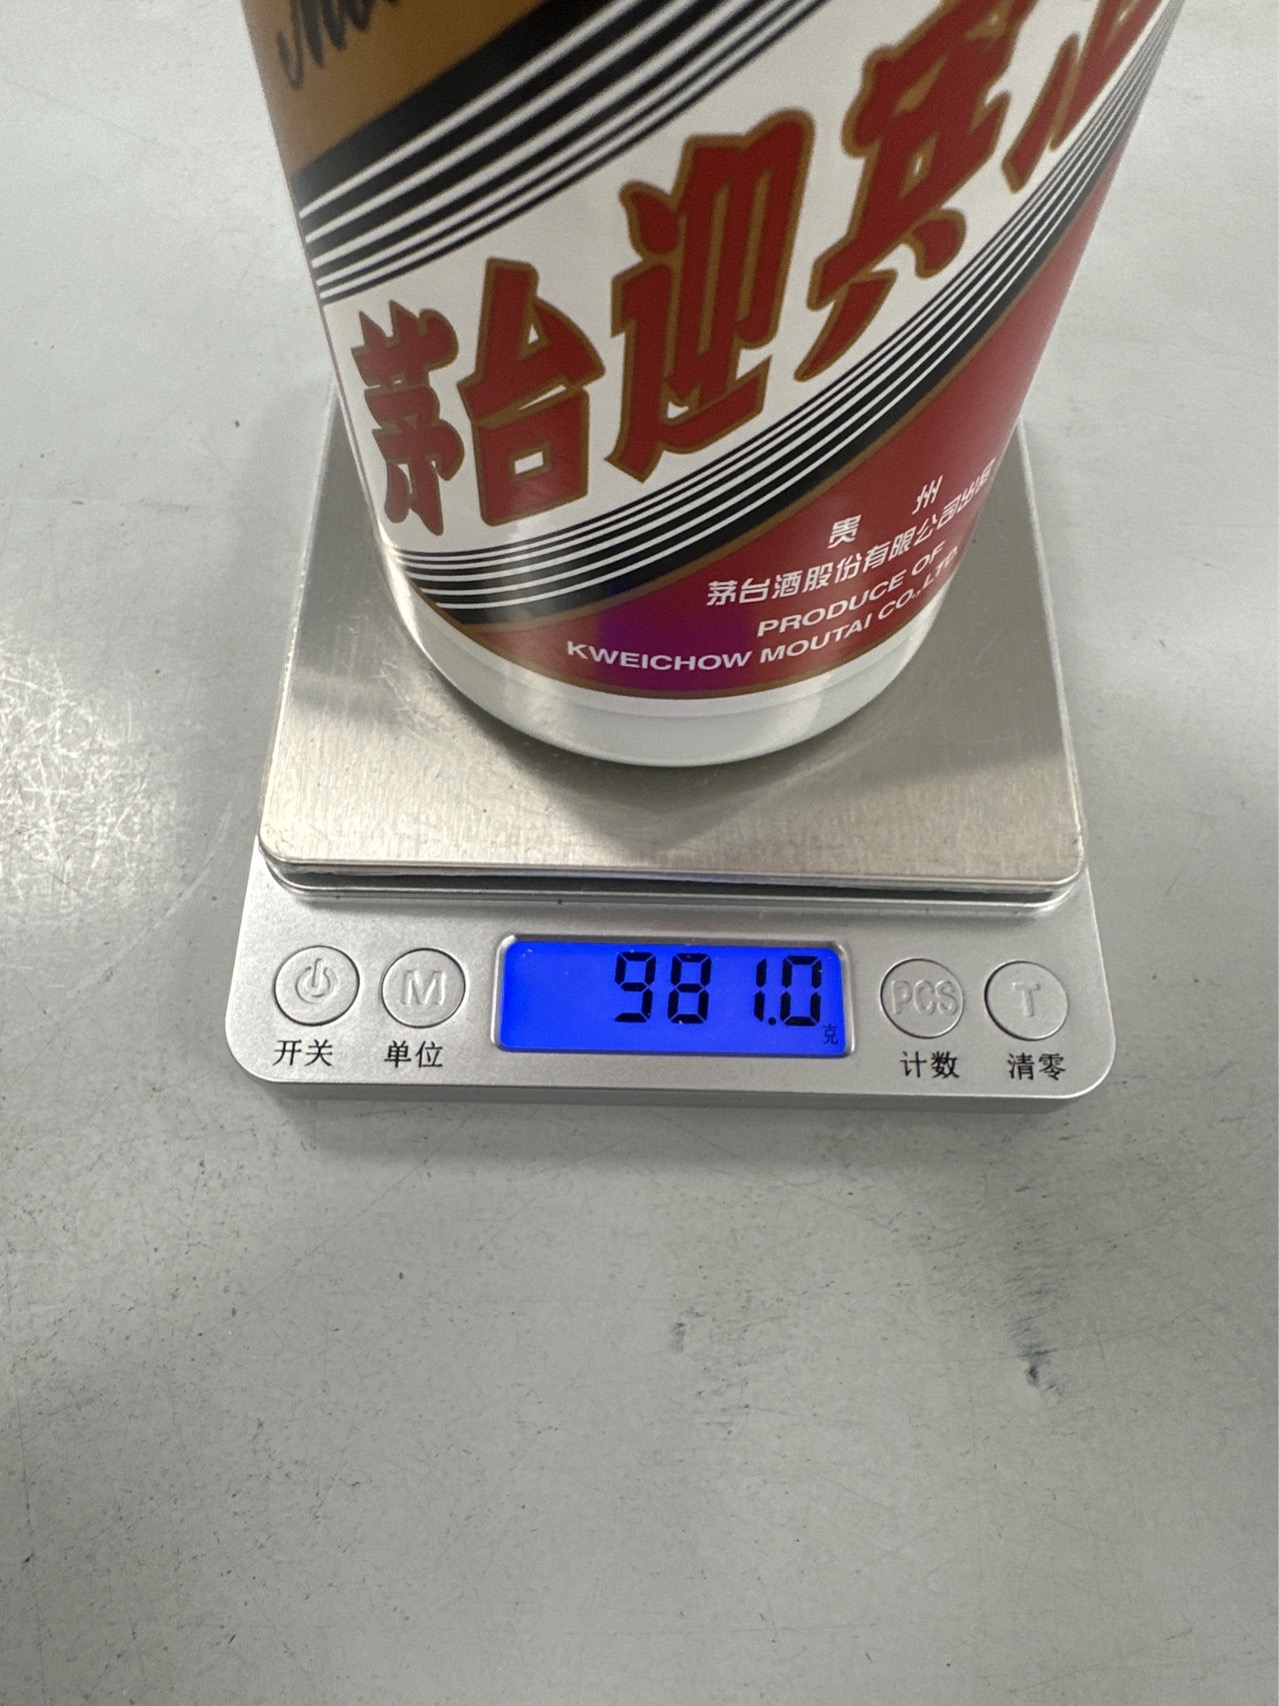 茅台迎宾酒
贵州
茅台酒股份有限公司出品
PRODUCE OF
KWEICHOW MOUTAI CO.,LTD.
981.0
克
M
PCS
T
开关
单位
计数
清零